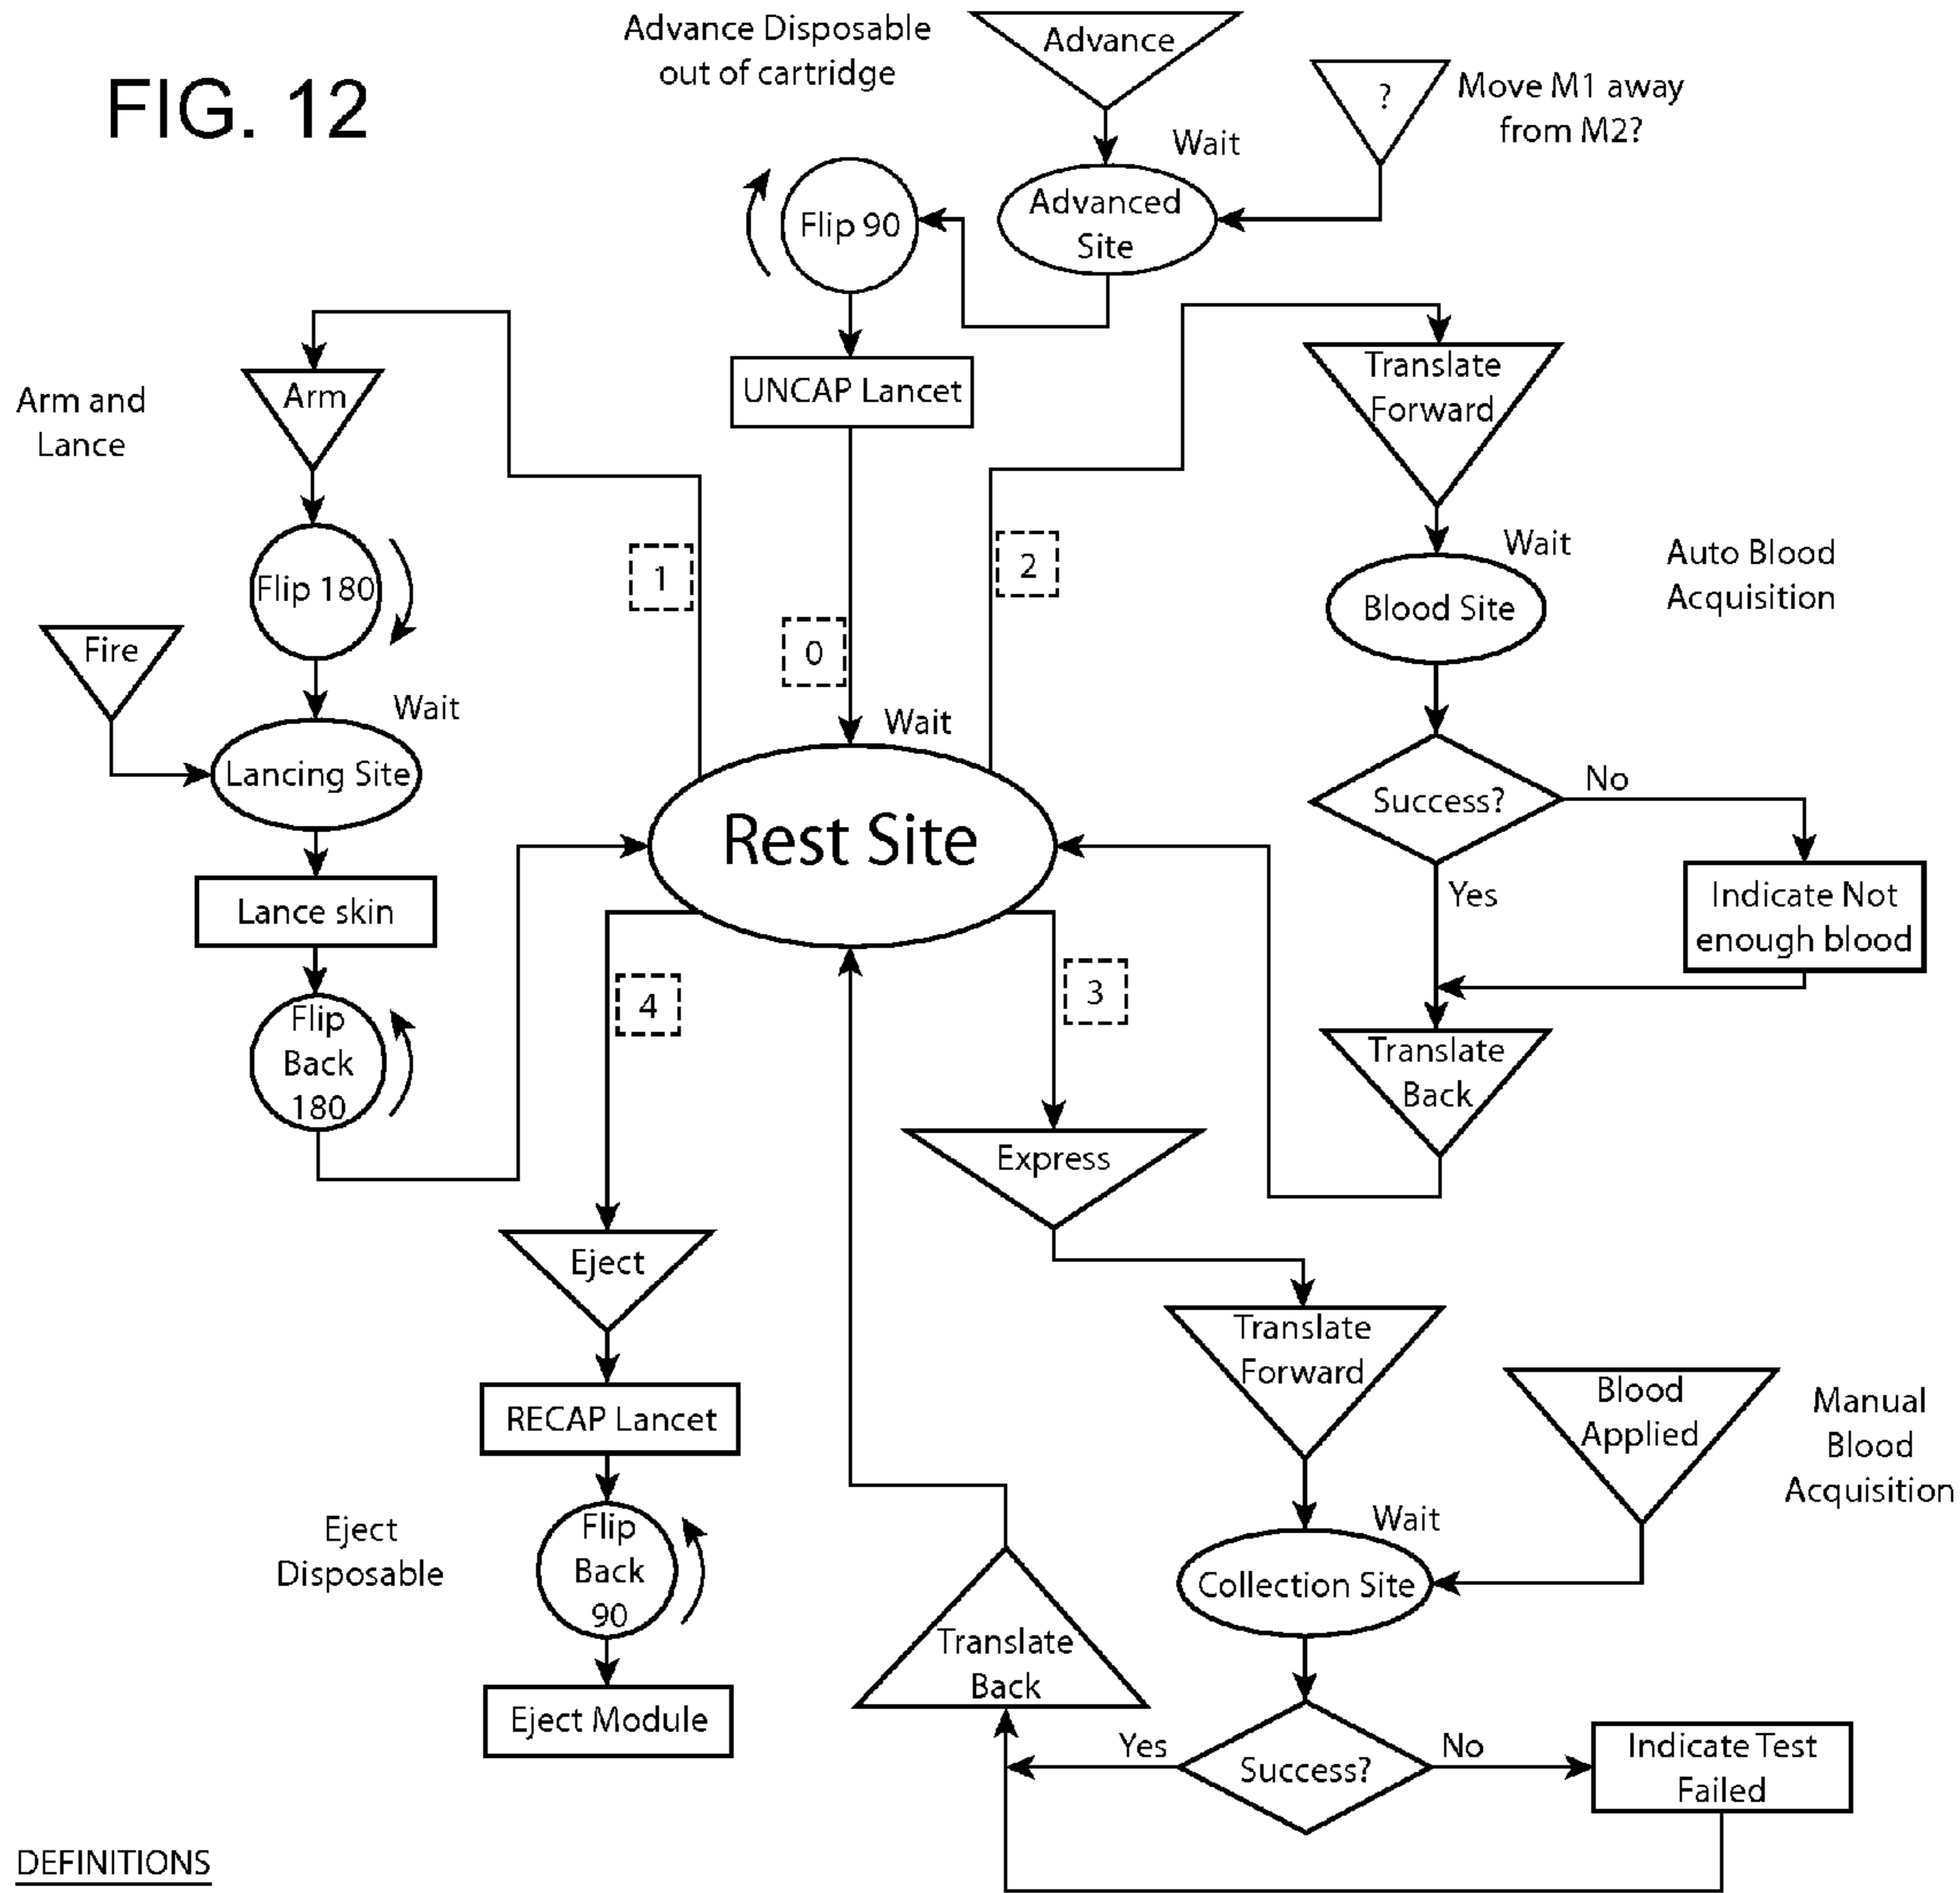 FIG. 12
Advance Disposable
out of cartridge
Advance
?
Move M1 away
from M2?
Wait
Advanced
Site
Flip 90
UNCAP Lancet
Arm and
Lance
Arm
Flip 180
Fire
Wait
Lancing Site
Lance skin
Flip
Back
180
1
0
2
Wait
Rest Site
Translate
Forward
Wait
Blood Site
Auto Blood
Acquisition
Success?
No
Yes
Indicate Not
enough blood
Translate
Back
4
3
Eject
RECAP Lancet
Eject
Disposable
Flip
Back
90
Eject Module
Express
Translate
Forward
Blood
Applied
Manual
Blood
Acquisition
Wait
Collection Site
Translate
Back
Yes
Success?
No
Indicate Test
Failed
DEFINITIONS